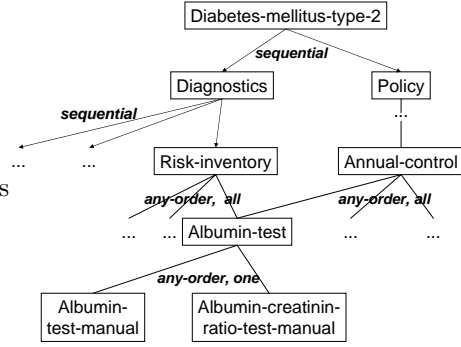 Diabetes-mellitus-type-2
sequential
Diagnostics
Policy
sequential
...
... ...
Risk-inventory
Annual-control
s
any-order, all
any-order, all
... ...
Albumin-test
... ...
any-order, one
Albumin-
test-manual
Albumin-creatinin-
ratio-test-manual